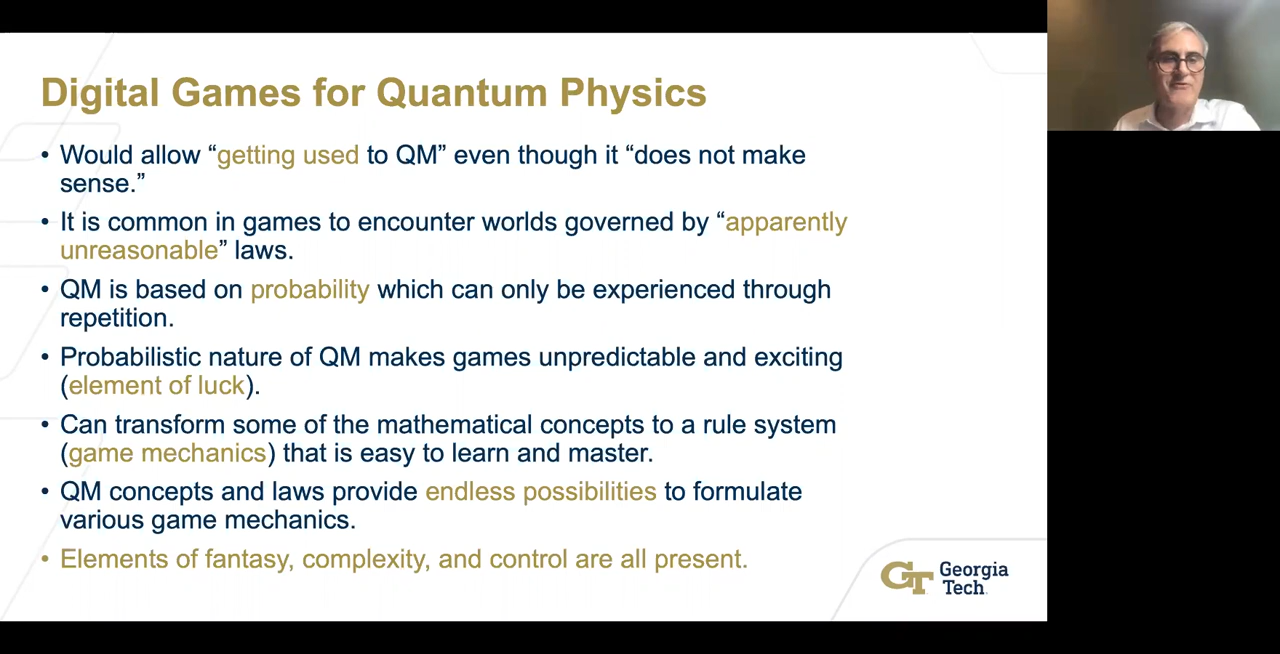 Digital Games for Quantum Physics
• Would allow “getting used to QM” even though it “does not make
sense.”
• It is common in games to encounter worlds governed by “apparently
unreasonable” laws.
• QM is based on probability which can only be experienced through
repetition.
• Probabilistic nature of QM makes games unpredictable and exciting
(element of luck).
• Can transform some of the mathematical concepts to a rule system
(game mechanics) that is easy to learn and master.
• QM concepts and laws provide endless possibilities to formulate
various game mechanics.
• Elements of fantasy, complexity, and control are all present.
GT Georgia
Tech